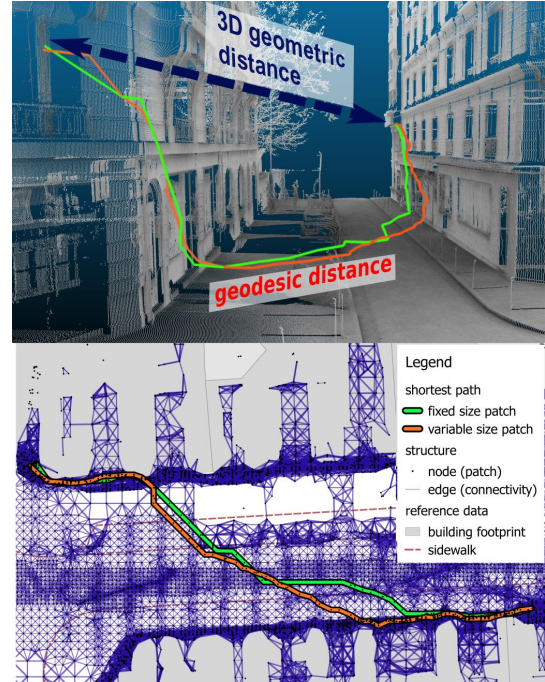 3D geometric
distance
geodesic distance
Legend
shortest path
fixed size patch
variable size patch
structure
node (patch)
edge (connectivity)
reference data
building footprint
sidewalk